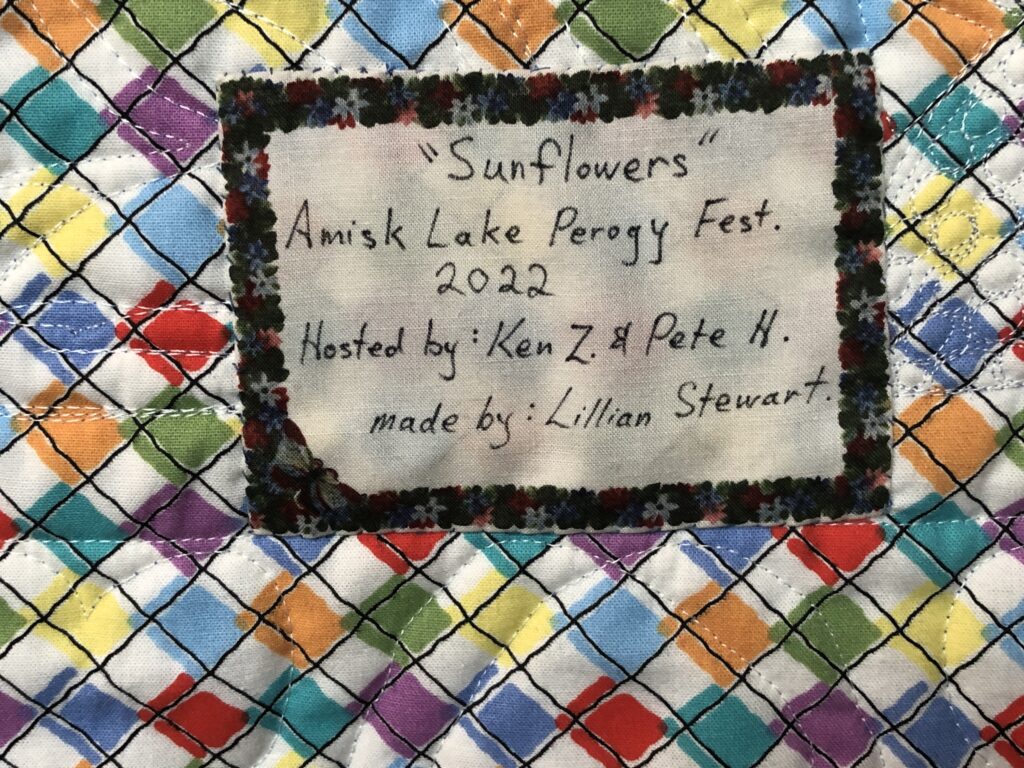 "Sunflowers"
Amisk Lake Perogy Fest.
2022
Hosted by: Ken Z. & Pete H.
made by: Lillian Stewart.